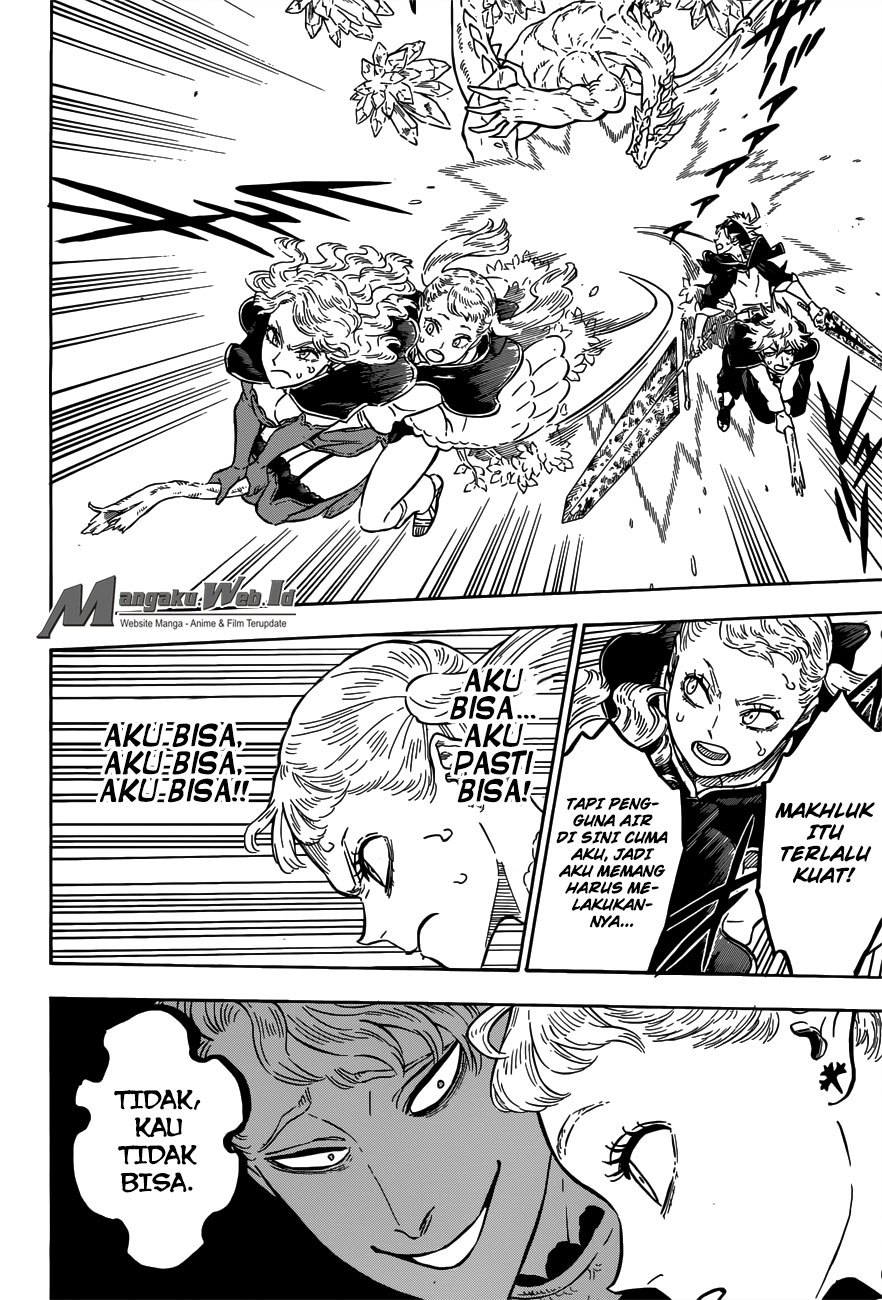 Mangaku.Web.Id
Website Manga - Anime & Film Terupdate
MAKHLUK
ITU
TERLALU
KUAT!
TAPI PENG-
GUNA AIR
DI SINI CUMA
AKU, JADI
AKU MEMANG
HARUS ME-
LAKUKAN-
NYA...
AKU
BISA...
AKU
PASTI
BISA!
AKU BISA,
AKU BISA,
AKU BISA!!
TIDAK,
KAU
TIDAK
BISA.